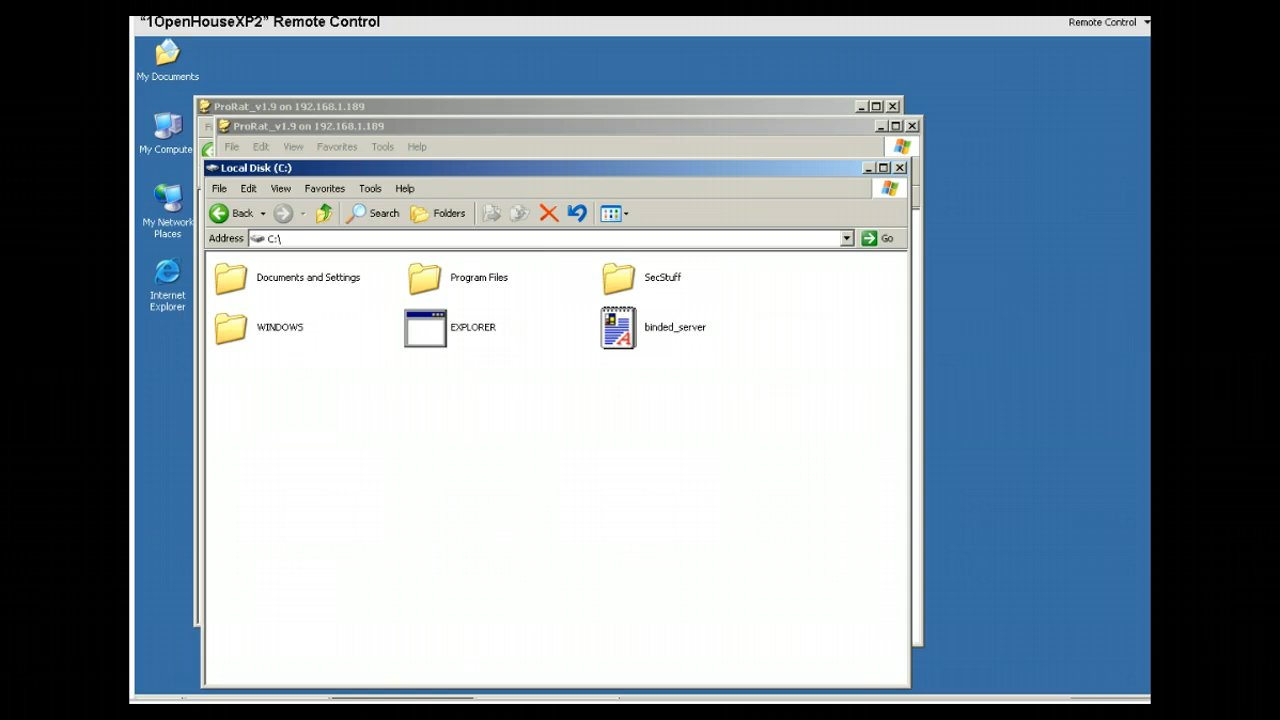 “1OpenHouseXP2” Remote Control
Remote Control
My Documents
ProRat_v1.9 on 192.168.1.189
ProRat_v1.9 on 192.168.1.189
My Compute
File Edit View Favorites Tools Help
Local Disk (C:)
File Edit View Favorites Tools Help
Back Search Folders
My Network
Places
Address C:\ Go
Internet
Explorer
Documents and Settings Program Files SecStuff
WINDOWS EXPLORER binded_server